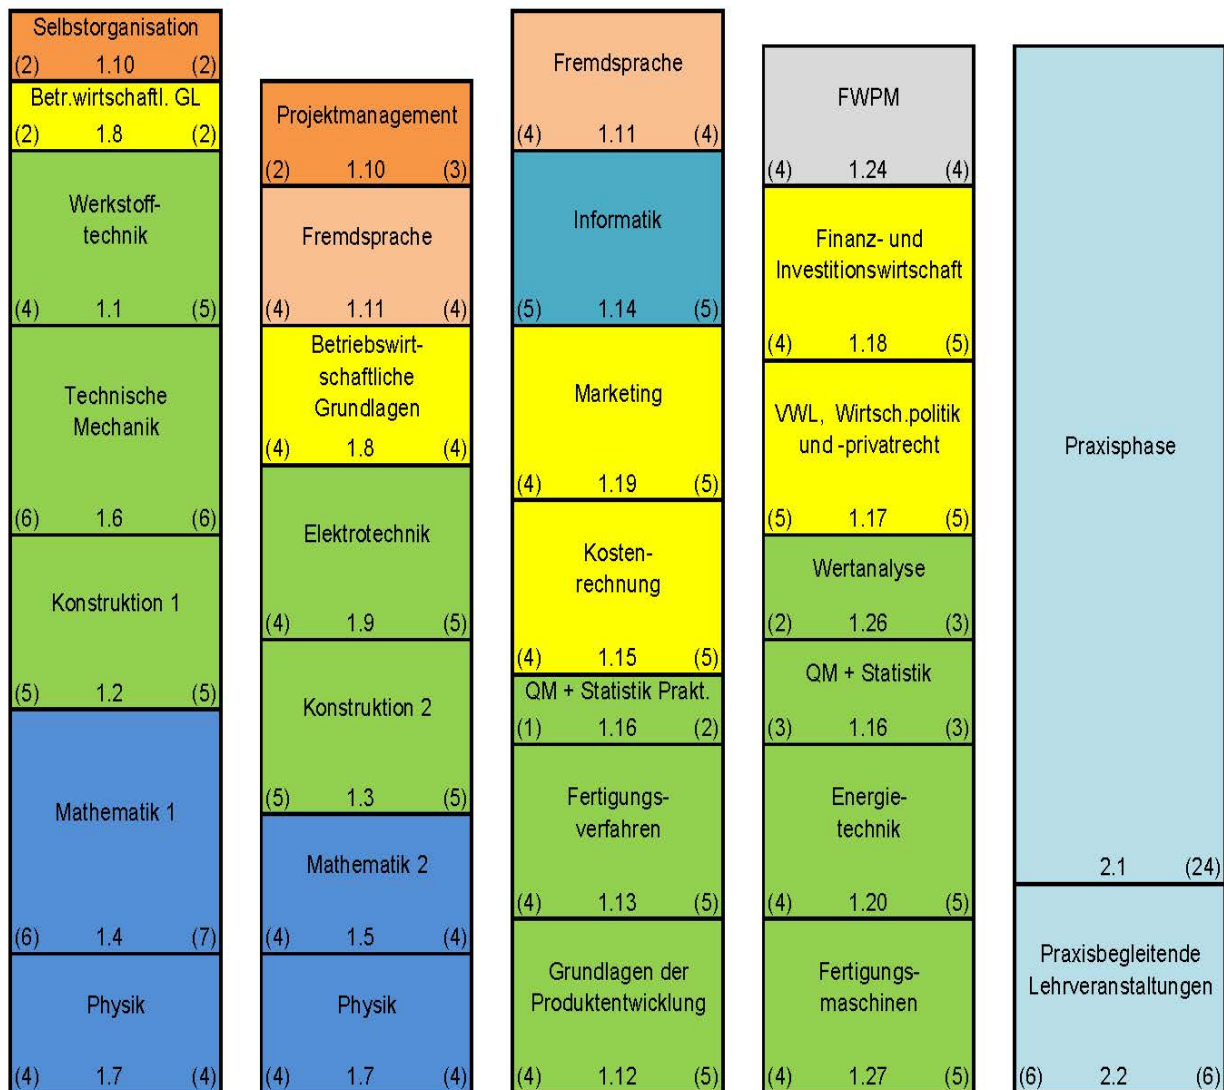 Selbstorganisation
(2) 1.10 (2)
Betr.wirtschaftl. GL
(2) 1.8 (2)
Werkstoff-
technik
(4) 1.1 (5)
Technische
Mechanik
(6) 1.6 (6)
Konstruktion 1
(5) 1.2 (5)
Mathematik 1
(6) 1.4 (7)
Physik
(4) 1.7 (4)
Projektmanagement
(2) 1.10 (3)
Fremdsprache
(4) 1.11 (4)
Betriebswirt-
schaftliche
Grundlagen
(4) 1.8 (4)
Elektrotechnik
(4) 1.9 (5)
Konstruktion 2
(5) 1.3 (5)
Mathematik 2
(4) 1.5 (4)
Physik
(4) 1.7 (4)
Fremdsprache
(4) 1.11 (4)
Informatik
(5) 1.14 (5)
Marketing
(4) 1.19 (5)
Kosten-
rechnung
(4) 1.15 (5)
QM + Statistik Prakt.
(1) 1.16 (2)
Fertigungs-
verfahren
(4) 1.13 (5)
Grundlagen der
Produktentwicklung
(4) 1.12 (5)
FWPM
(4) 1.24 (4)
Finanz- und
Investitionswirtschaft
(4) 1.18 (5)
VWL, Wirtsch.politik
und -privatrecht
(5) 1.17 (5)
Wertanalyse
(2) 1.26 (3)
QM + Statistik
(3) 1.16 (3)
Energie-
technik
(4) 1.20 (5)
Fertigungs-
maschinen
(4) 1.27 (5)
Praxisphase
2.1 (24)
Praxisbegleitende
Lehrveranstaltungen
(6) 2.2 (6)